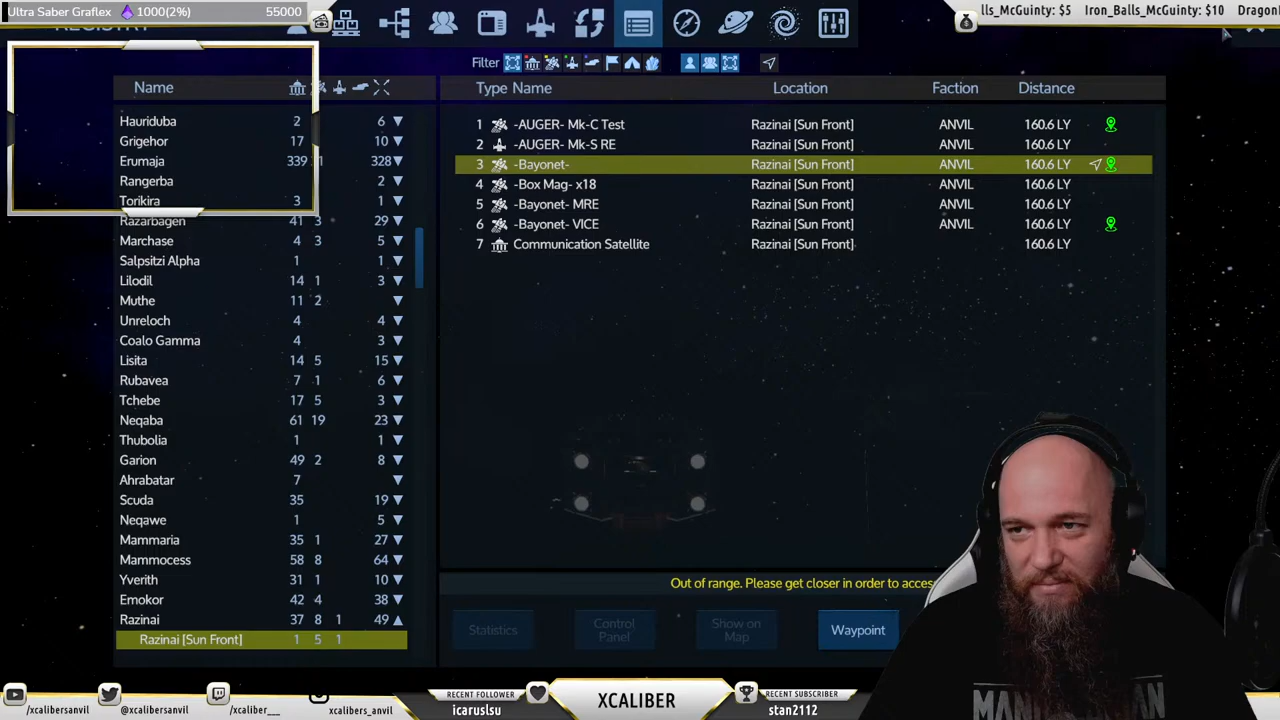 Ultra Saber Graflex 1000(2%) 55000
lls_McGuinty: $5 Iron_Balls_McGuinty: $10 Dragon
REGISTRY
Filter
Name
Type Name Location Faction Distance
Hauriduba 2 6
Grigehor 17 10
Erumaja 339 1 328
Rangerba 2
Torikira 3 1
Razarbagen 41 3 29
Marchase 4 3 5
Salpsitzi Alpha 1 1
Lilodil 14 1 3
Muthe 11 2
Unreloch 4 4
Coalo Gamma 4 3
Lisita 14 5 15
Rubavea 7 1 6
Tchebe 17 5 3
Neqaba 61 19 23
Thubolia 1 1
Garion 49 2 8
Ahrabatar 7
Scuda 35 19
Neqawe 1 5
Mammaria 35 1 27
Mammocess 58 8 64
Yverith 31 1 10
Emokor 42 4 38
Razinai 37 8 1 49
Razinai [Sun Front] 1 5 1
1 -AUGER- Mk-C Test Razinai [Sun Front] ANVIL 160.6 LY
2 -AUGER- Mk-S RE Razinai [Sun Front] ANVIL 160.6 LY
3 -Bayonet- Razinai [Sun Front] ANVIL 160.6 LY
4 -Box Mag- x18 Razinai [Sun Front] ANVIL 160.6 LY
5 -Bayonet- MRE Razinai [Sun Front] ANVIL 160.6 LY
6 -Bayonet- VICE Razinai [Sun Front] ANVIL 160.6 LY
7 Communication Satellite Razinai [Sun Front] 160.6 LY
Out of range. Please get closer in order to acces
Statistics
Control
Panel
Show on
Map
Waypoint
MAN
/xcalibersanvil @xcalibersanvil /xcaliber___ xcalibers_anvil
RECENT FOLLOWER
icaruslsu
XCALIBER
RECENT SUBSCRIBER
stan2112